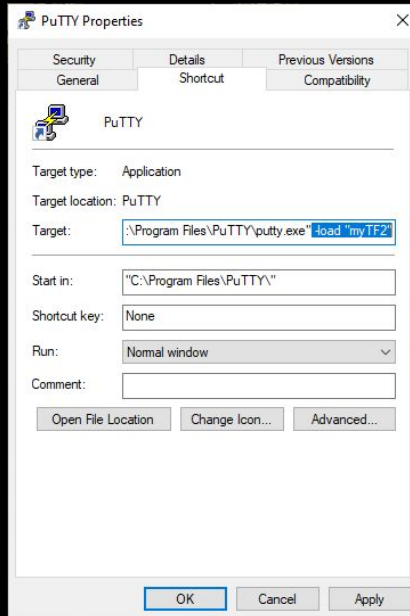 PuTTY Properties
Security Details Previous Versions
General Shortcut Compatibility
PuTTY
Target type: Application
Target location: PuTTY
Target: :\Program Files\PuTTY\putty.exe" -load "myTF2"
Start in: "C:\Program Files\PuTTY\"
Shortcut key: None
Run: Normal window
Comment:
Open File Location Change Icon... Advanced...
OK Cancel Apply